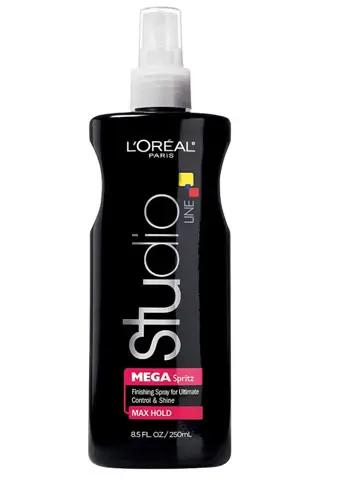 L'ORÉAL®
PARIS
studio
LINE
MEGA Spritz
Finishing Spray for Ultimate
Control & Shine
MAX HOLD
8.5 FL. OZ / 250mL